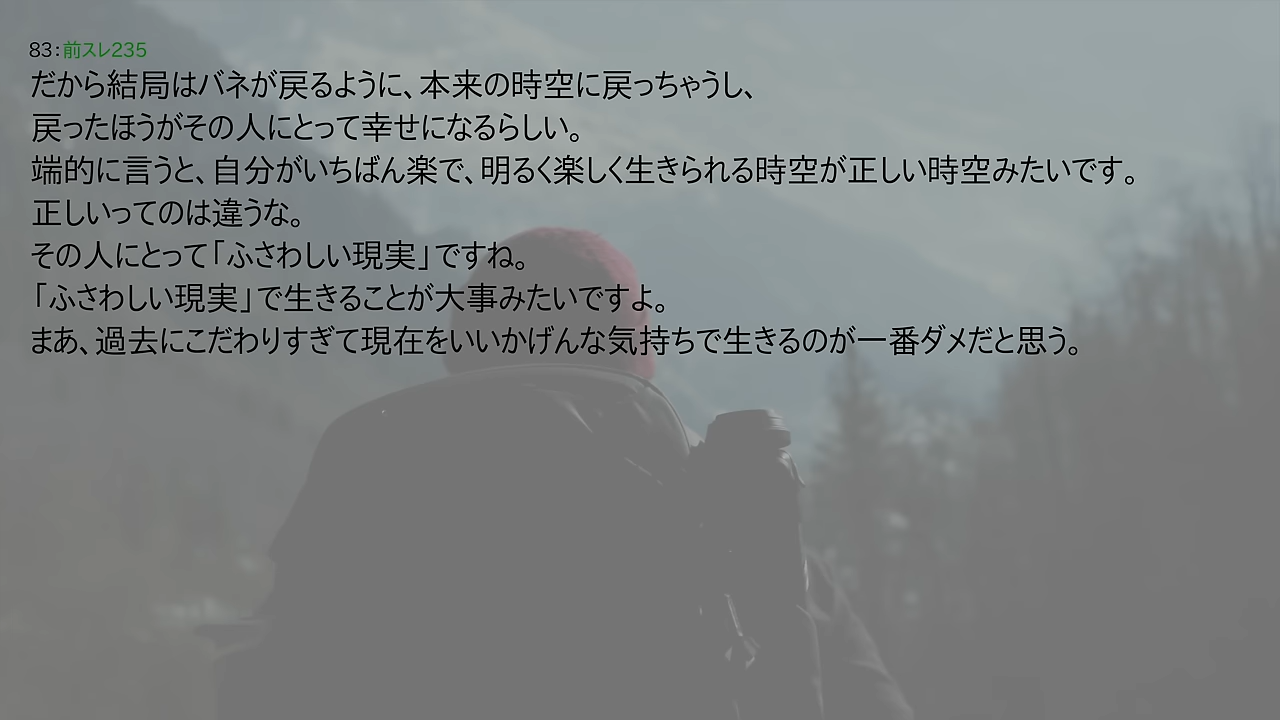 83：前スレ235
だから結局はバネが戻るように、本来の時空に戻っちゃうし、
戻ったほうがその人にとって幸せになるらしい。
端的に言うと、自分がいちばん楽で、明るく楽しく生きられる時空が正しい時空みたいです。
正しいってのは違うな。
その人にとって「ふさわしい現実」ですね。
「ふさわしい現実」で生きることが大事みたいですよ。
まあ、過去にこだわりすぎて現在をいいかげんな気持ちで生きるのが一番ダメだと思う。